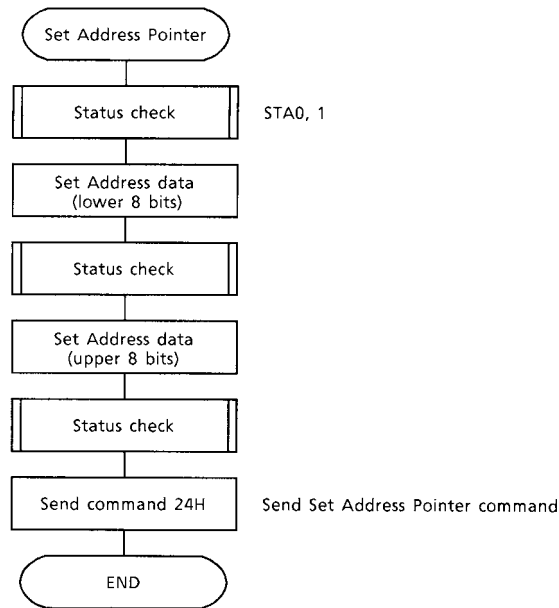 Set Address Pointer
Status check
STA0, 1
Set Address data
(lower 8 bits)
Status check
Set Address data
(upper 8 bits)
Status check
Send command 24H
Send Set Address Pointer command
END